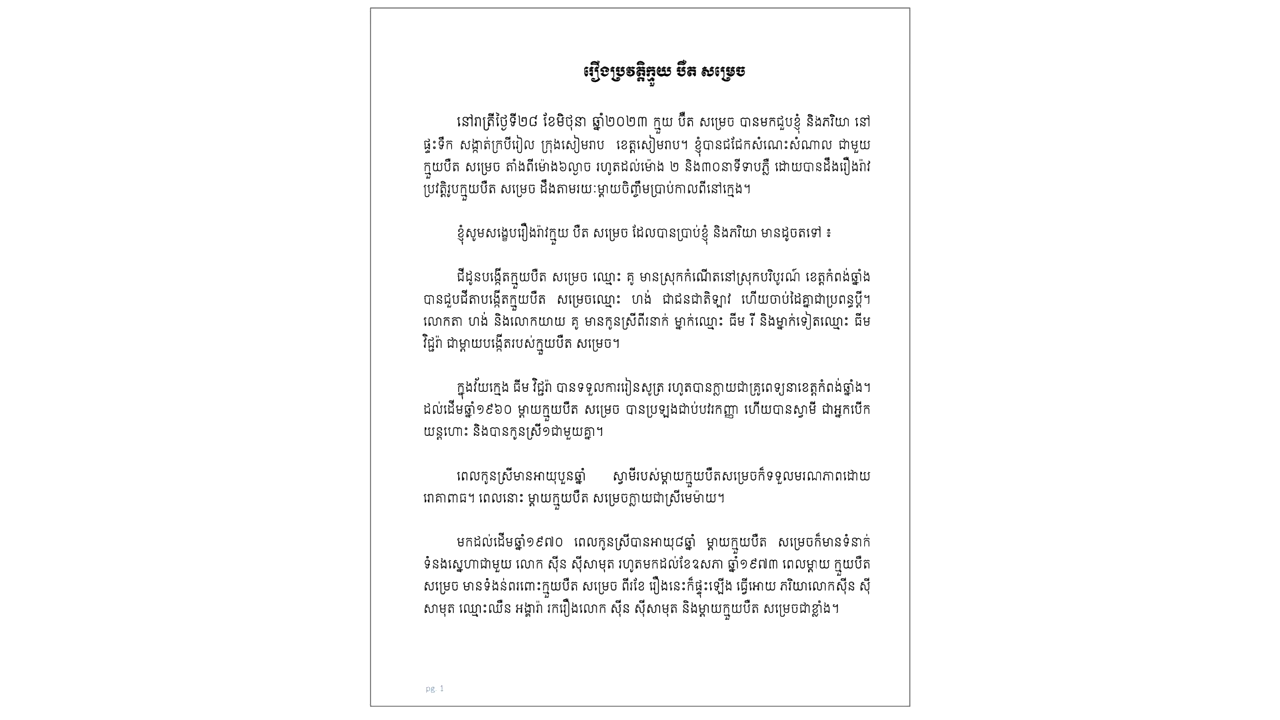 រឿងប្រវត្តិក្មួយ ប៊ឺត សម្រេច
នៅរាត្រីថ្ងៃទី២៨ ខែមិថុនា ឆ្នាំ២០២៣ ក្មួយ ប៊ឺត សម្រេច បានមកជួបខ្ញុំ និងភរិយា នៅ
ផ្ទះទឹក សង្កាត់ក្របីរៀល ក្រុងសៀមរាប ខេត្តសៀមរាប។ ខ្ញុំបានជជែកសំណេះសំណាល ជាមួយ
ក្មួយប៊ឺត សម្រេច តាំងពីម៉ោង៦ល្ងាច រហូតដល់ម៉ោង ២ និង៣០នាទីទាបភ្លឺ ដោយបានដឹងរឿងរ៉ាវ
ប្រវត្តិរូបក្មួយប៊ឺត សម្រេច ដឹងតាមរយៈម្តាយចិញ្ចឹមប្រាប់កាលពីនៅក្មេង។
ខ្ញុំសូមសង្ខេបរឿងរ៉ាវក្មួយ ប៊ឺត សម្រេច ដែលបានប្រាប់ខ្ញុំ និងភរិយា មានដូចតទៅ ៖
ជីដូនបង្កើតក្មួយប៊ឺត សម្រេច ឈ្មោះ គូ មានស្រុកកំណើតនៅស្រុកបរិបូរណ៍ ខេត្តកំពង់ឆ្នាំង
បានជួបជីតាបង្កើតក្មួយប៊ឺត សម្រេចឈ្មោះ ហង់ ជាជនជាតិឡាវ ហើយចាប់ដៃគ្នាជាប្រពន្ធប្តី។
លោកតា ហង់ និងលោកយាយ គូ មានកូនស្រីពីរនាក់ ម្នាក់ឈ្មោះ ធីម រី និងម្នាក់ទៀតឈ្មោះ ធីម
វិជ្ជរ៉ា ជាម្តាយបង្កើតរបស់ក្មួយប៊ឺត សម្រេច។
ក្នុងវ័យក្មេង ធីម វិជ្ជរ៉ា បានទទួលការរៀនសូត្រ រហូតបានក្លាយជាគ្រូពេទ្យនាខេត្តកំពង់ឆ្នាំង។
ដល់ដើមឆ្នាំ១៩៦០ ម្តាយក្មួយប៊ឺត សម្រេច បានប្រឡងជាប់បវរកញ្ញា ហើយបានស្វាមី ជាអ្នកបើក
យន្តហោះ និងបានកូនស្រី១ជាមួយគ្នា។
ពេលកូនស្រីមានអាយុបួនឆ្នាំ ស្វាមីរបស់ម្តាយក្មួយប៊ឺតសម្រេចក៏ទទួលមរណភាពដោយ
រោគាពាធ។ ពេលនោះ ម្តាយក្មួយប៊ឺត សម្រេចក្លាយជាស្រីមេម៉ាយ។
មកដល់ដើមឆ្នាំ១៩៧០ ពេលកូនស្រីបានអាយុ៨ឆ្នាំ ម្តាយក្មួយប៊ឺត សម្រេចក៏មានទំនាក់
ទំនងស្នេហាជាមួយ លោក ស៊ីន ស៊ីសាមុត រហូតមកដល់ខែឧសភា ឆ្នាំ១៩៧៣ ពេលម្តាយ ក្មួយប៊ឺត
សម្រេច មានទំងន់ពរពោះក្មួយប៊ឺត សម្រេច ពីរខែ រឿងនេះក៏ផ្ទុះឡើង ធ្វើអោយ ភរិយាលោកស៊ីន ស៊ី
សាមុត ឈ្មោះឈឺន អង្គារ៉ា រករឿងលោក ស៊ីន ស៊ីសាមុត និងម្តាយក្មួយប៊ឺត សម្រេចជាខ្លាំង។
pg. 1